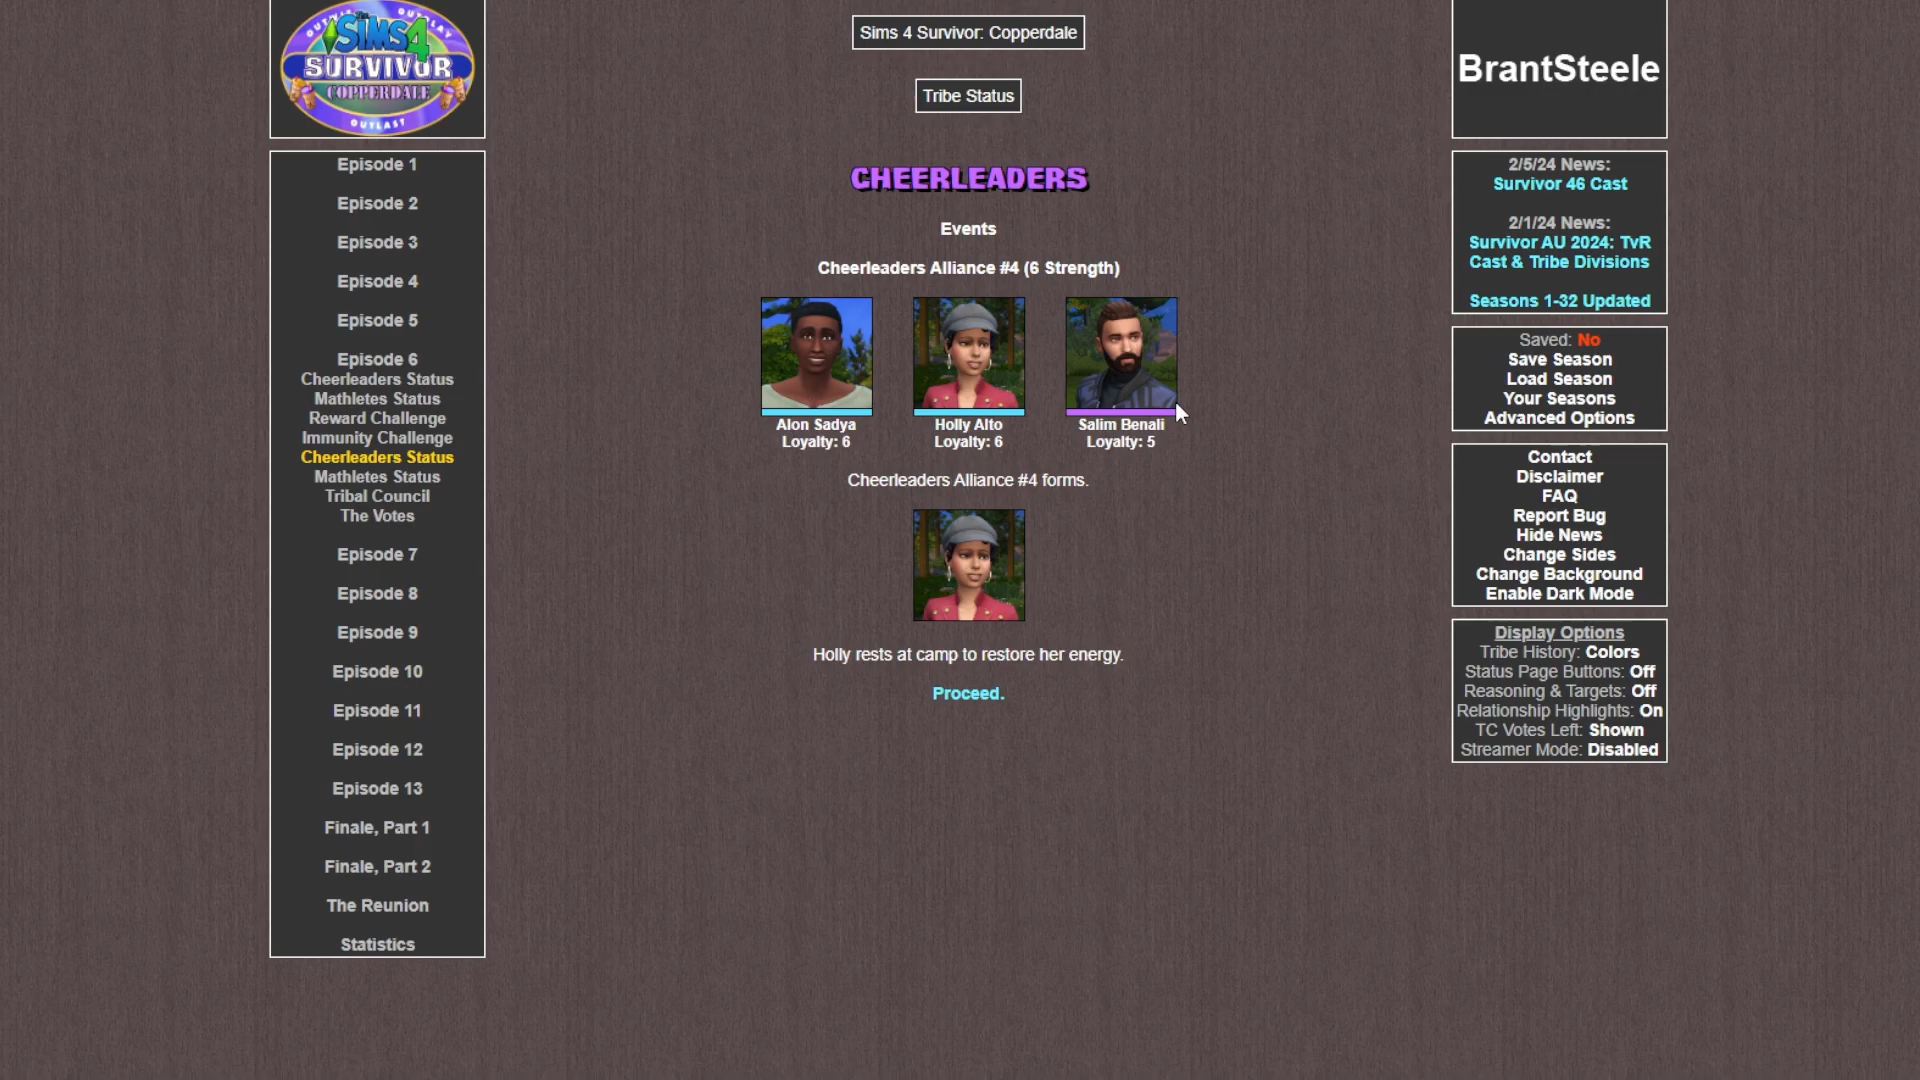 OUTWIT OUTPLAY
THE SIMS 4
SURVIVOR
COPPERDALE
OUTLAST
Episode 1
Episode 2
Episode 3
Episode 4
Episode 5
Episode 6
Cheerleaders Status
Mathletes Status
Reward Challenge
Immunity Challenge
Cheerleaders Status
Mathletes Status
Tribal Council
The Votes
Episode 7
Episode 8
Episode 9
Episode 10
Episode 11
Episode 12
Episode 13
Finale, Part 1
Finale, Part 2
The Reunion
Statistics
Sims 4 Survivor: Copperdale
Tribe Status
CHEERLEADERS
Events
Cheerleaders Alliance #4 (6 Strength)
Alon Sadya
Loyalty: 6
Holly Alto
Loyalty: 6
Salim Benali
Loyalty: 5
Cheerleaders Alliance #4 forms.
Holly rests at camp to restore her energy.
Proceed.
BrantSteele
2/5/24 News:
Survivor 46 Cast
2/1/24 News:
Survivor AU 2024: TvR
Cast & Tribe Divisions
Seasons 1-32 Updated
Saved: No
Save Season
Load Season
Your Seasons
Advanced Options
Contact
Disclaimer
FAQ
Report Bug
Hide News
Change Sides
Change Background
Enable Dark Mode
Display Options
Tribe History: Colors
Status Page Buttons: Off
Reasoning & Targets: Off
Relationship Highlights: On
TC Votes Left: Shown
Streamer Mode: Disabled